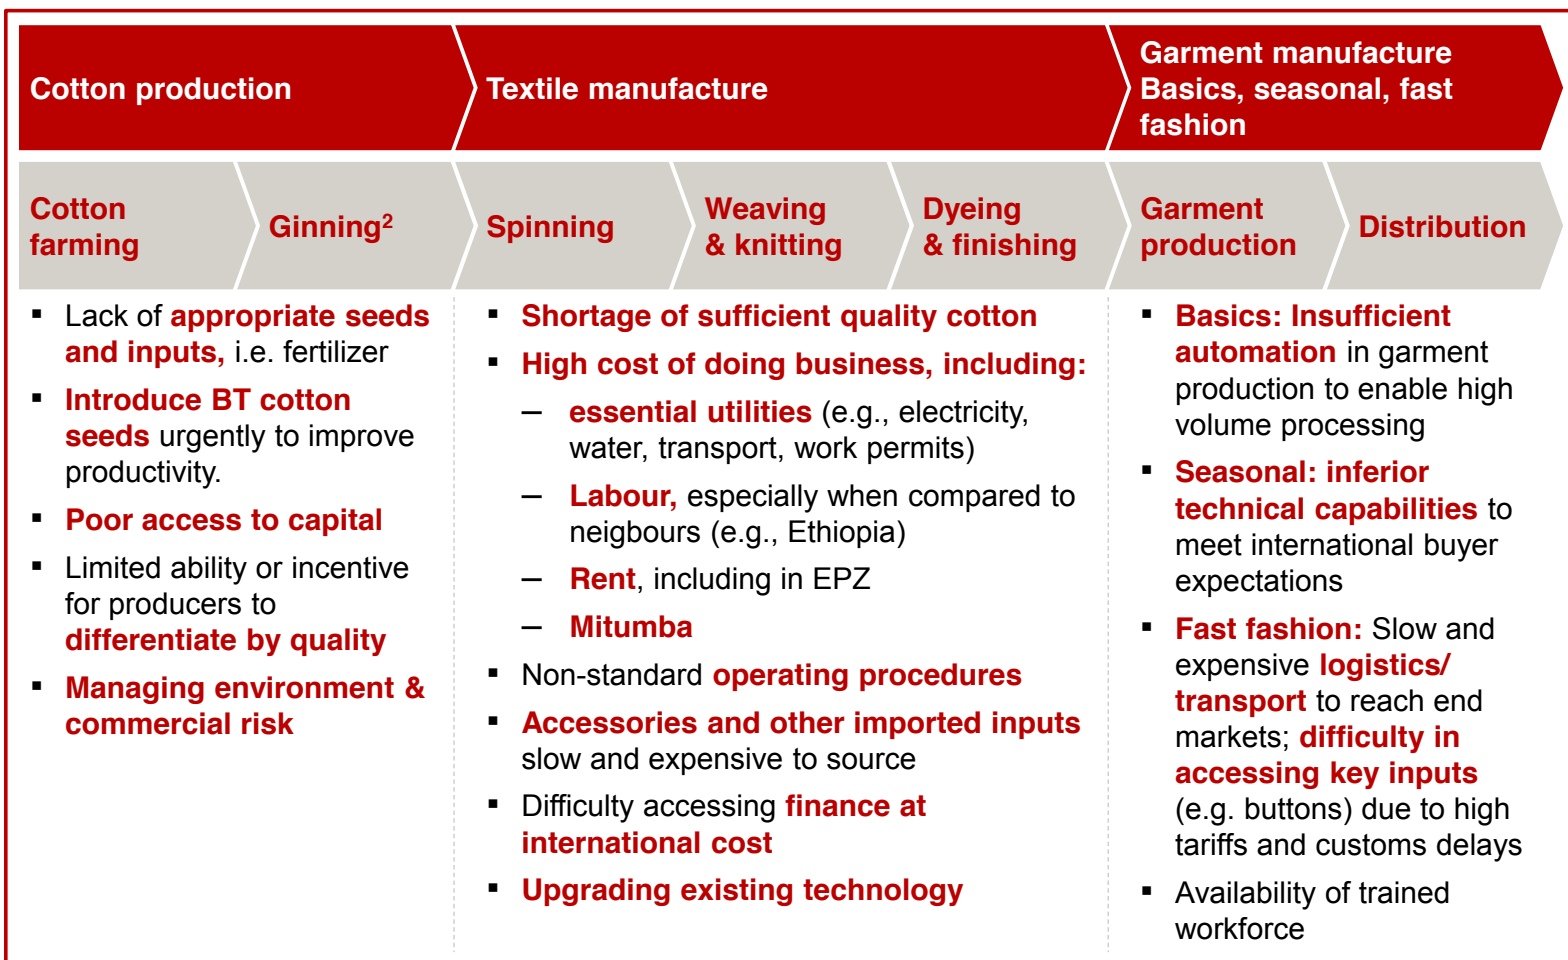 Cotton production
Textile manufacture
Garment manufacture
Basics, seasonal, fast
fashion
Cotton
farming
Ginning²
Spinning
Weaving
& knitting
Dyeing
& finishing
Garment
production
Distribution
▪ Lack of appropriate seeds
and inputs, i.e. fertilizer
▪ Introduce BT cotton
seeds urgently to improve
productivity.
▪ Poor access to capital
▪ Limited ability or incentive
for producers to
differentiate by quality
▪ Managing environment &
commercial risk
▪ Shortage of sufficient quality cotton
▪ High cost of doing business, including:
– essential utilities (e.g., electricity,
water, transport, work permits)
– Labour, especially when compared to
neigbours (e.g., Ethiopia)
– Rent, including in EPZ
– Mitumba
▪ Non-standard operating procedures
▪ Accessories and other imported inputs
slow and expensive to source
▪ Difficulty accessing finance at
international cost
▪ Upgrading existing technology
▪ Basics: Insufficient
automation in garment
production to enable high
volume processing
▪ Seasonal: inferior
technical capabilities to
meet international buyer
expectations
▪ Fast fashion: Slow and
expensive logistics/
transport to reach end
markets; difficulty in
accessing key inputs
(e.g. buttons) due to high
tariffs and customs delays
▪ Availability of trained
workforce